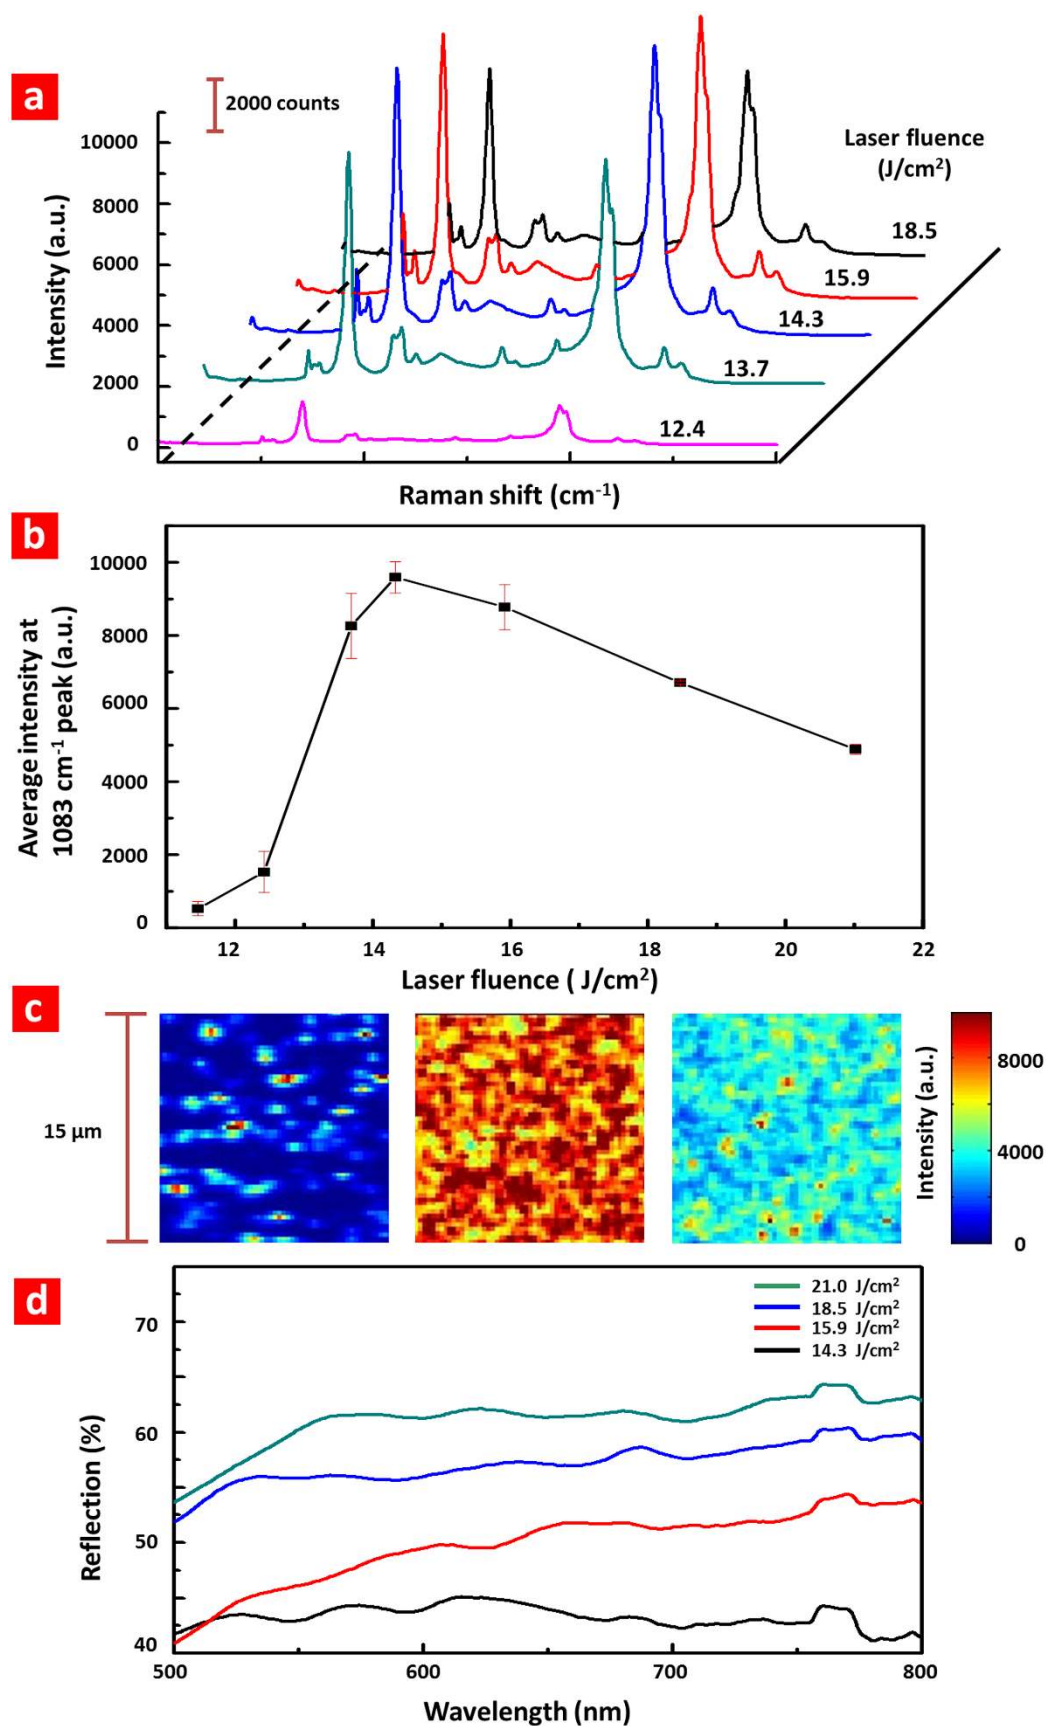 a
2000 counts
10000
8000
6000
4000
2000
0
Intensity (a.u.)
Laser fluence
(J/cm²)
18.5
15.9
14.3
13.7
12.4
Raman shift (cm⁻¹)
b
10000
8000
6000
4000
2000
0
Average intensity at
1083 cm⁻¹ peak (a.u.)
12 14 16 18 20 22
Laser fluence ( J/cm²)
c
15 µm
Intensity (a.u.)
8000
4000
0
d
70
60
50
40
Reflection (%)
21.0 J/cm²
18.5 J/cm²
15.9 J/cm²
14.3 J/cm²
500 600 700 800
Wavelength (nm)